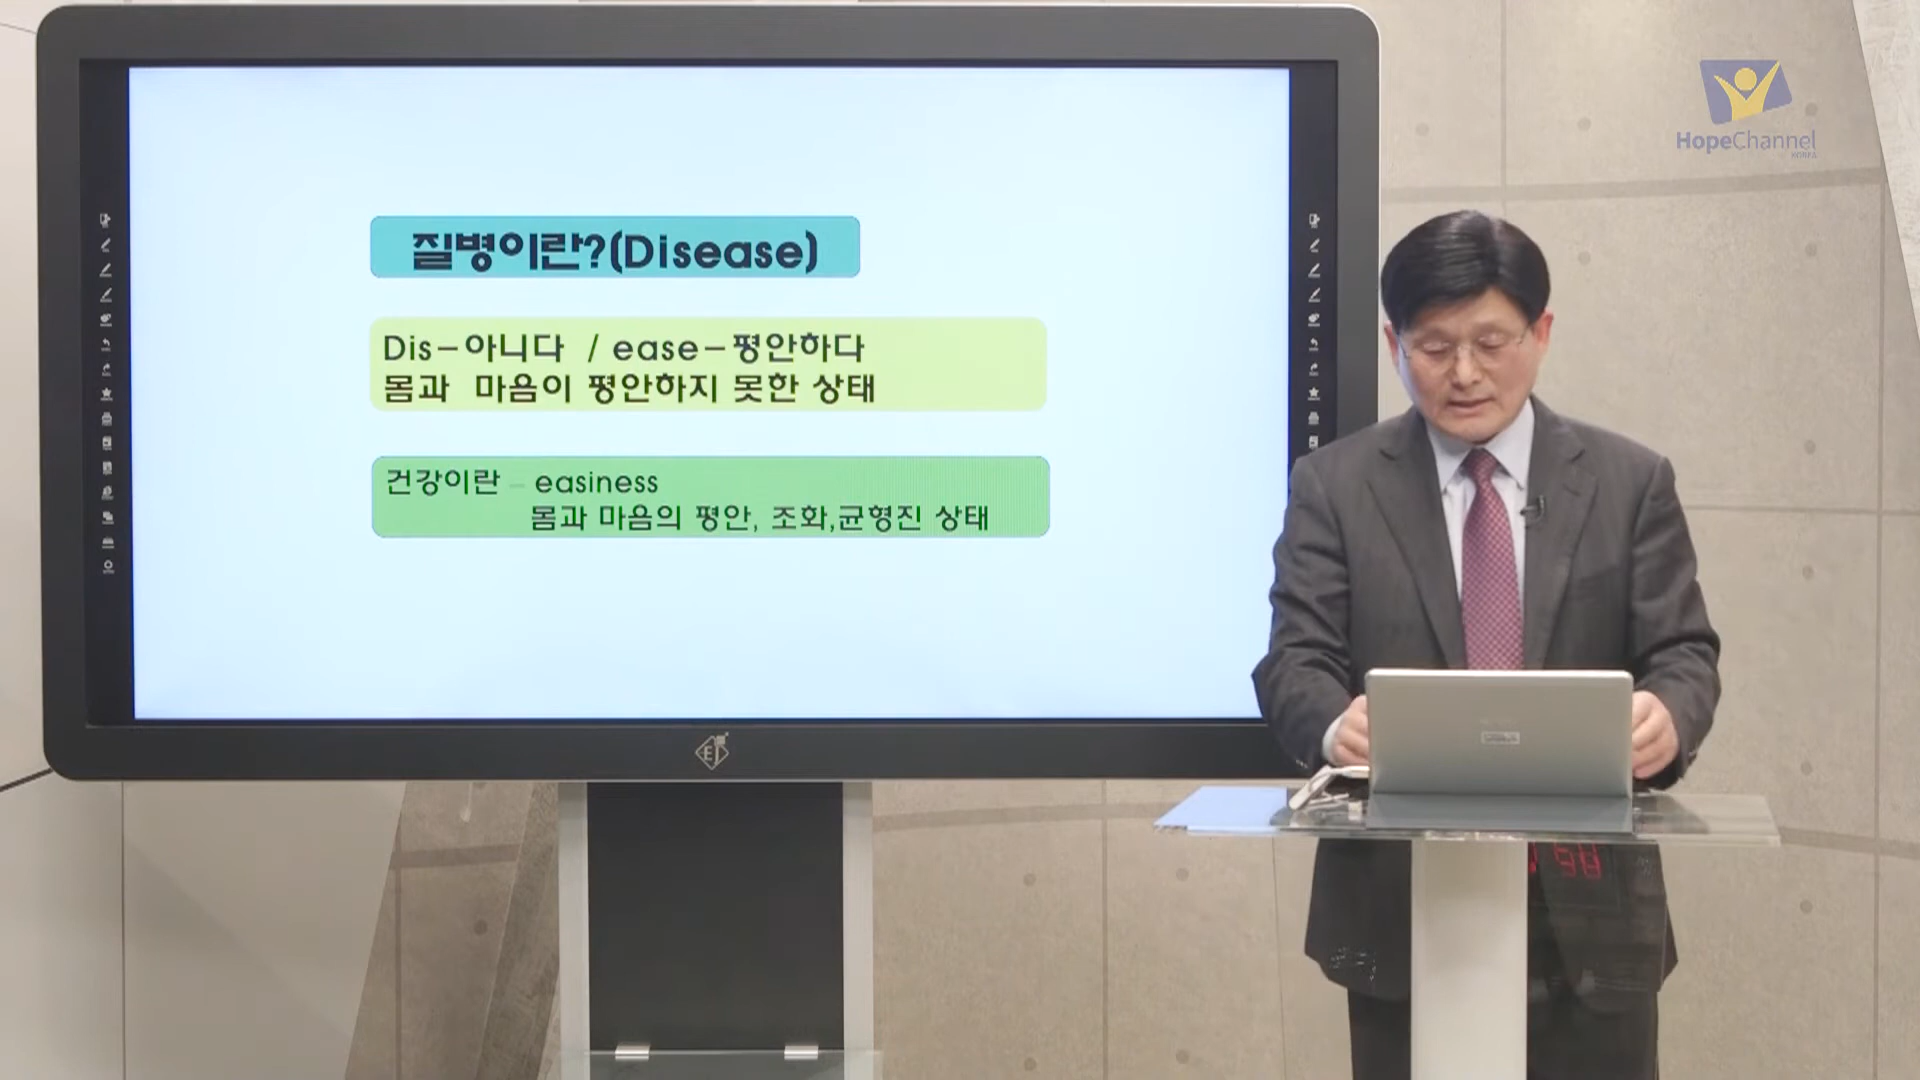 질병이란?(Disease)
Dis-아니다 / ease-평안하다
몸과 마음이 평안하지 못한 상태
건강이란 - easiness
몸과 마음의 평안, 조화,균형진 상태
HopeChannel
KOREA
EJ